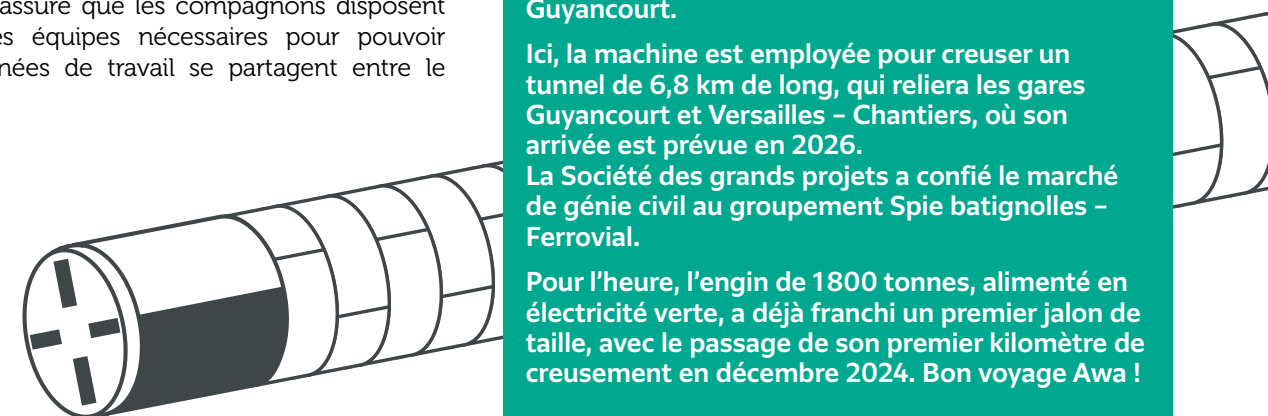 assure que les compagnons disposent
es équipes nécessaires pour pouvoir
nées de travail se partagent entre le
Guyancourt.
Ici, la machine est employée pour creuser un
tunnel de 6,8 km de long, qui reliera les gares
Guyancourt et Versailles – Chantiers, où son
arrivée est prévue en 2026.
La Société des grands projets a confié le marché
de génie civil au groupement Spie batignolles –
Ferrovial.
Pour l’heure, l’engin de 1800 tonnes, alimenté en
électricité verte, a déjà franchi un premier jalon de
taille, avec le passage de son premier kilomètre de
creusement en décembre 2024. Bon voyage Awa !